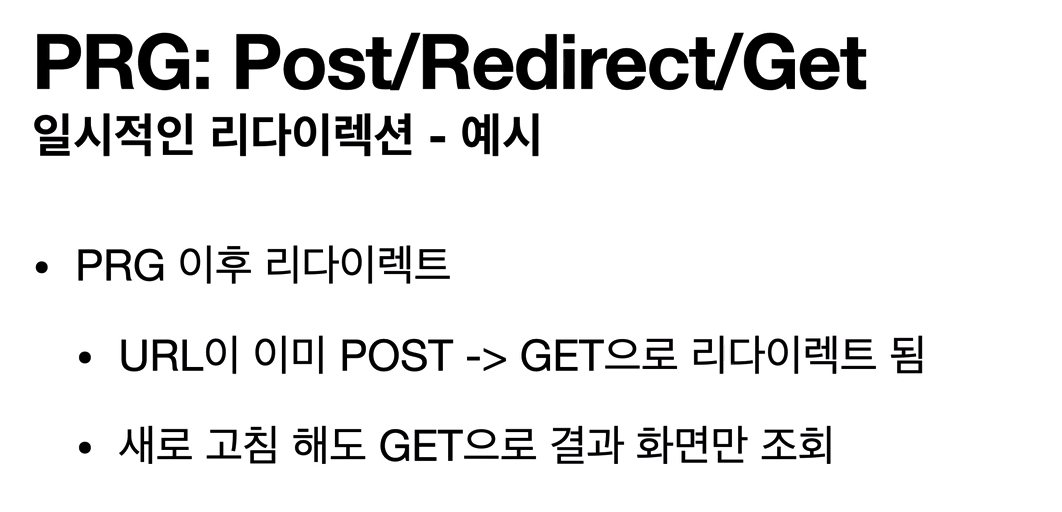 PRG: Post/Redirect/Get
일시적인 리다이렉션 - 예시
• PRG 이후 리다이렉트
• URL이 이미 POST -> GET으로 리다이렉트 됨
• 새로 고침 해도 GET으로 결과 화면만 조회